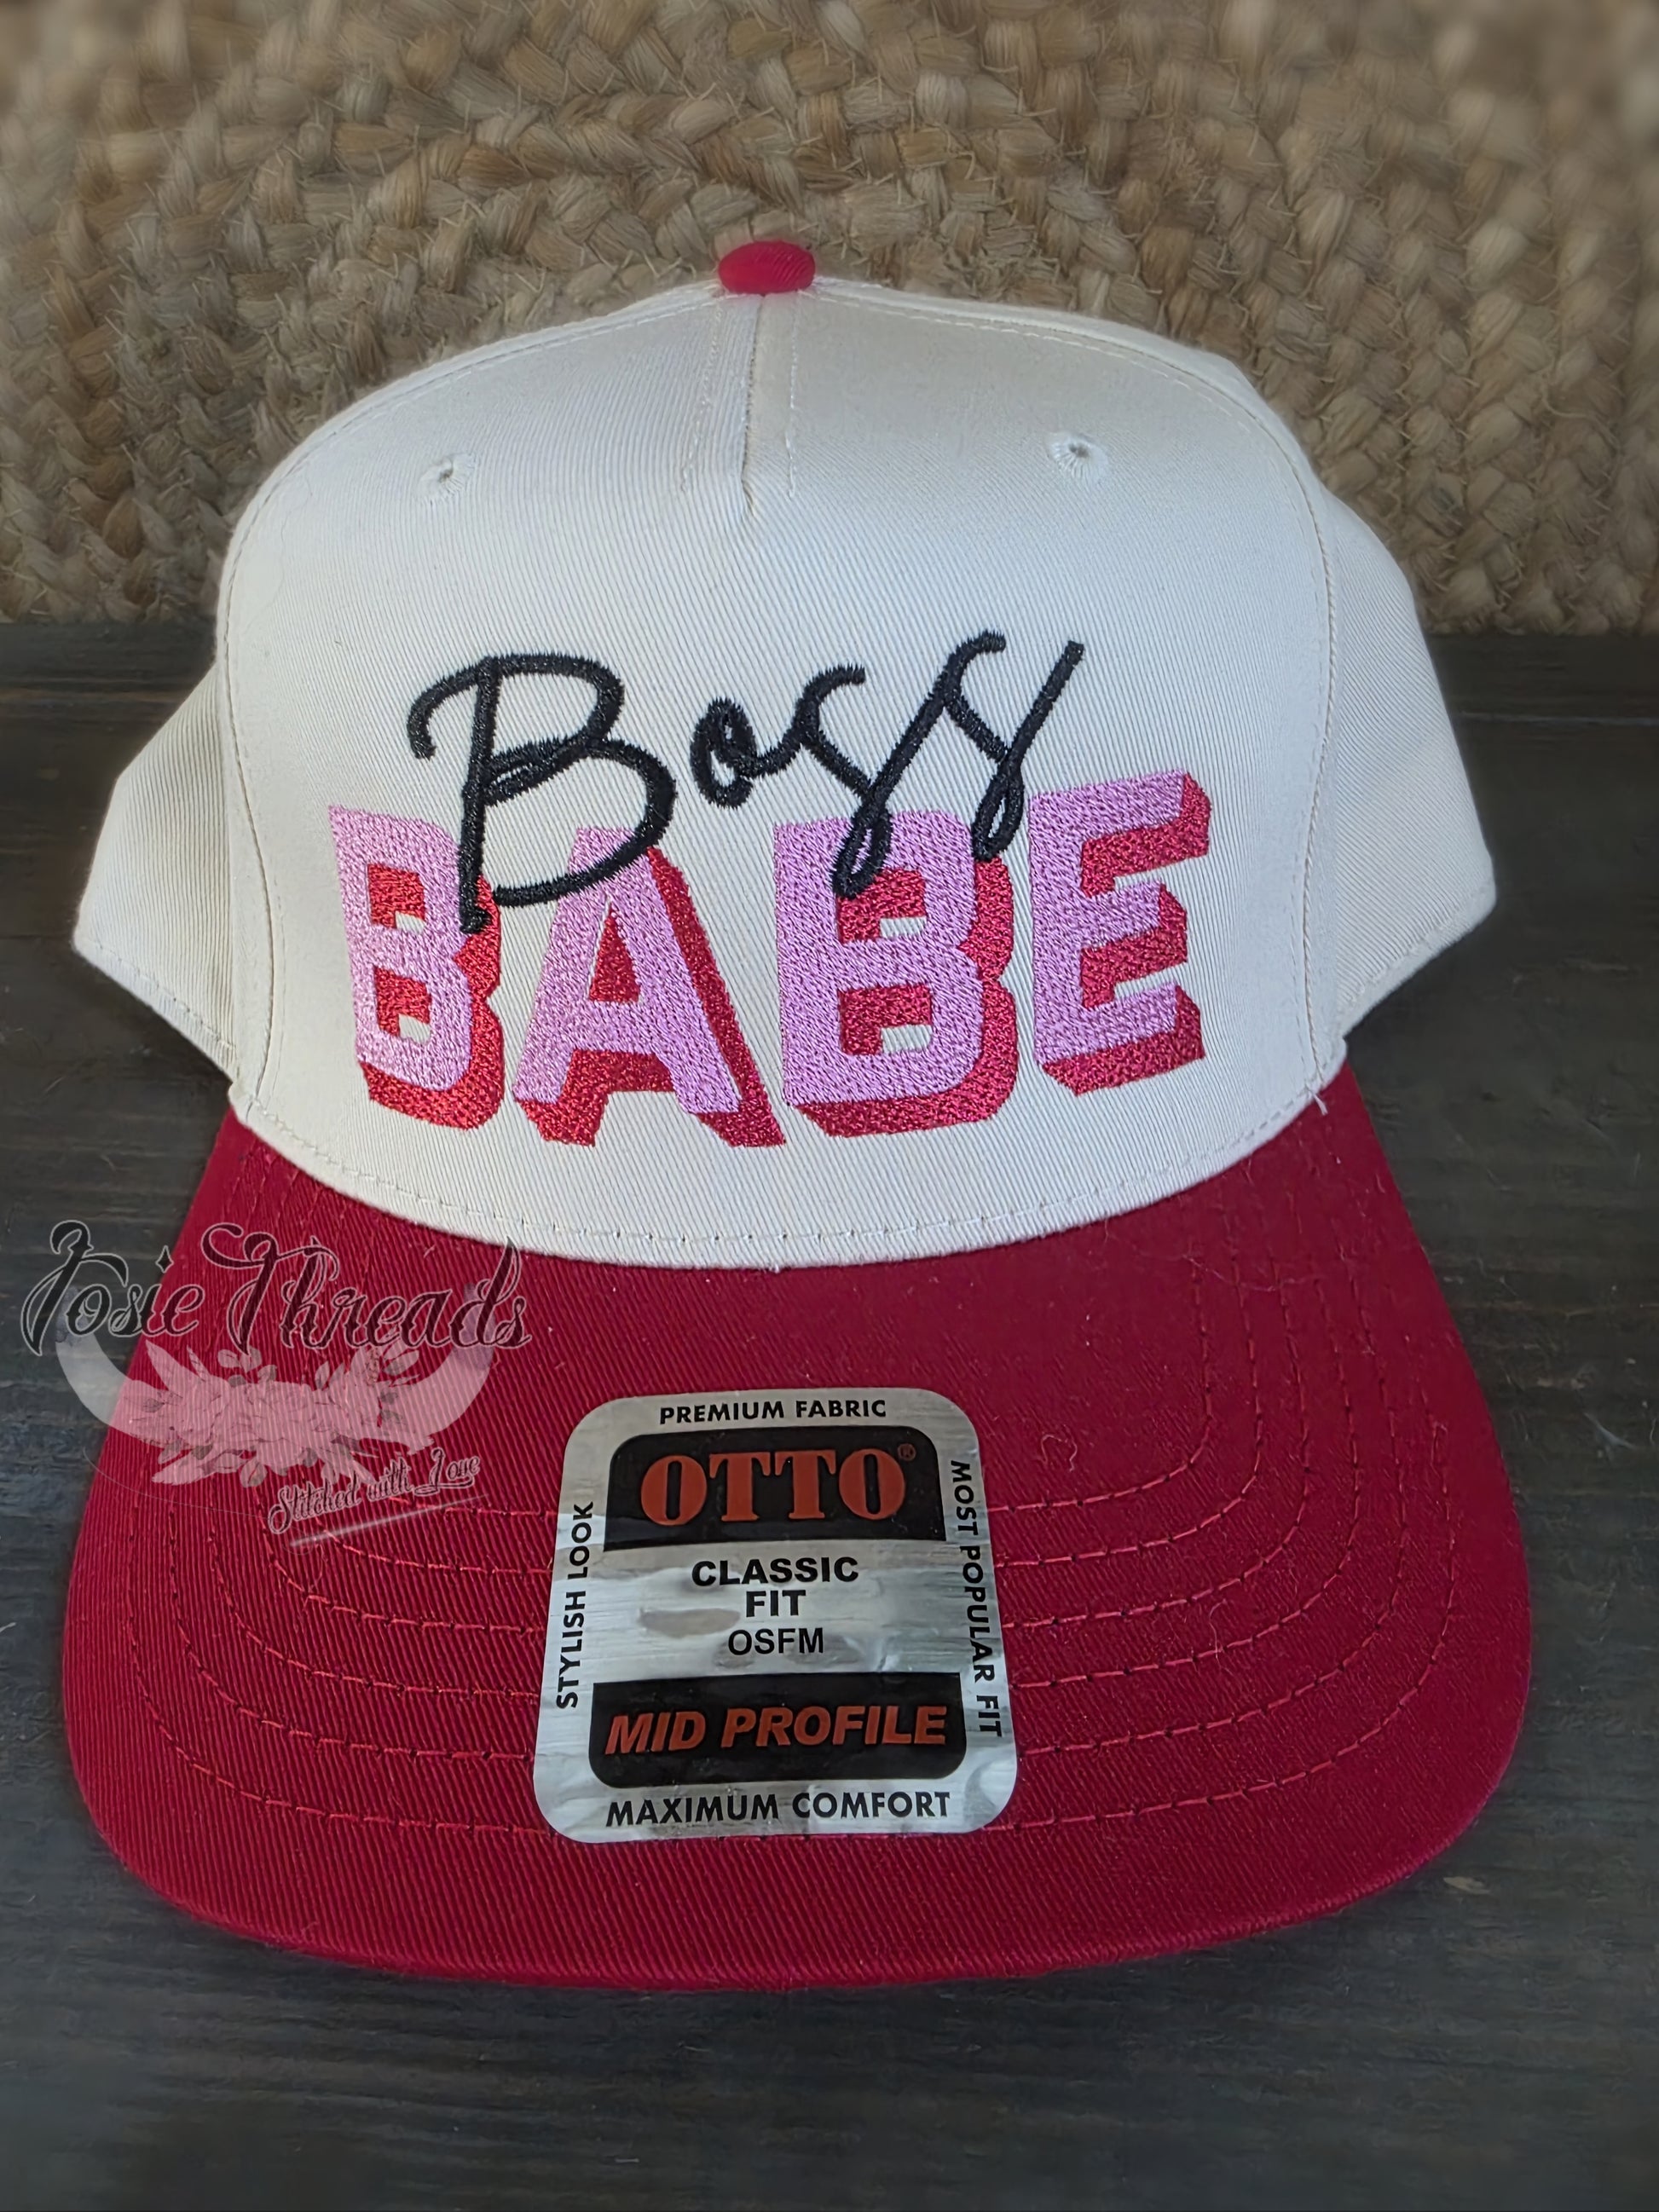 Boss
BABE
Josie Threads
Stitched with Love
PREMIUM FABRIC
OTTO®
STYLISH LOOK
CLASSIC
FIT
OSFM
MOST POPULAR FIT
MID PROFILE
MAXIMUM COMFORT